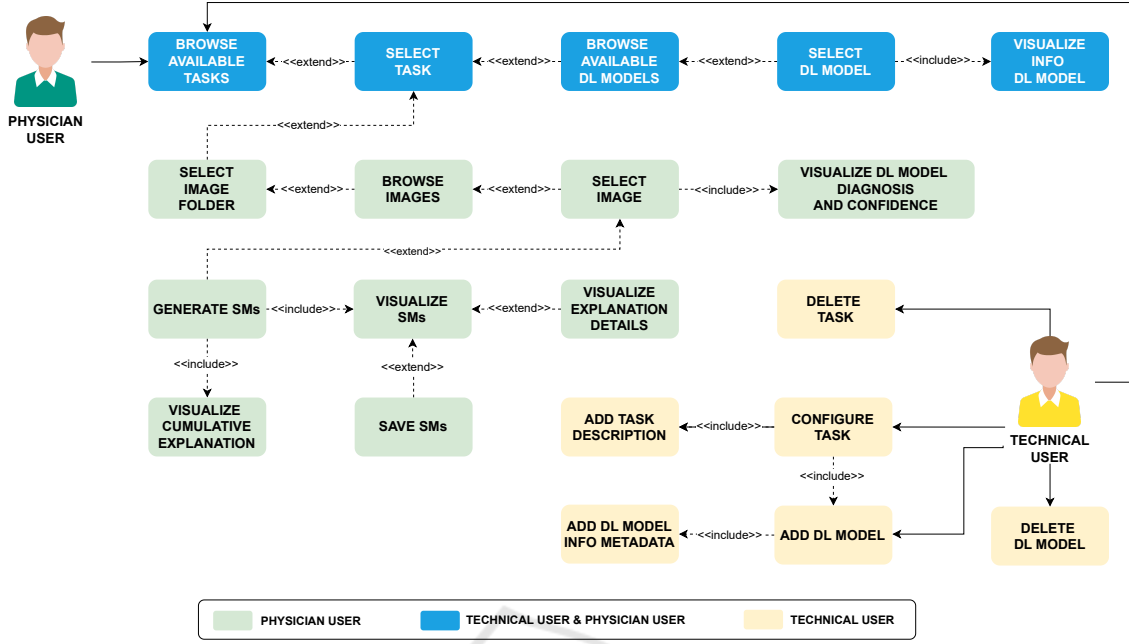 BROWSE
AVAILABLE
TASKS
<<extend>>
SELECT
TASK
<<extend>>
BROWSE
AVAILABLE
DL MODELS
<<extend>>
SELECT
DL MODEL
<<include>>
VISUALIZE
INFO
DL MODEL
PHYSICIAN
USER
<<extend>>
SELECT
IMAGE
FOLDER
<<extend>>
BROWSE
IMAGES
<<extend>>
SELECT
IMAGE
<<include>>
VISUALIZE DL MODEL
DIAGNOSIS
AND CONFIDENCE
<<extend>>
GENERATE SMs
<<include>>
VISUALIZE
SMs
<<extend>>
VISUALIZE
EXPLANATION
DETAILS
DELETE
TASK
<<include>>
<<extend>>
VISUALIZE
CUMULATIVE
EXPLANATION
SAVE SMs
ADD TASK
DESCRIPTION
<<include>>
CONFIGURE
TASK
TECHNICAL
USER
<<include>>
ADD DL MODEL
INFO METADATA
<<include>>
ADD DL MODEL
DELETE
DL MODEL
PHYSICIAN USER
TECHNICAL USER & PHYSICIAN USER
TECHNICAL USER